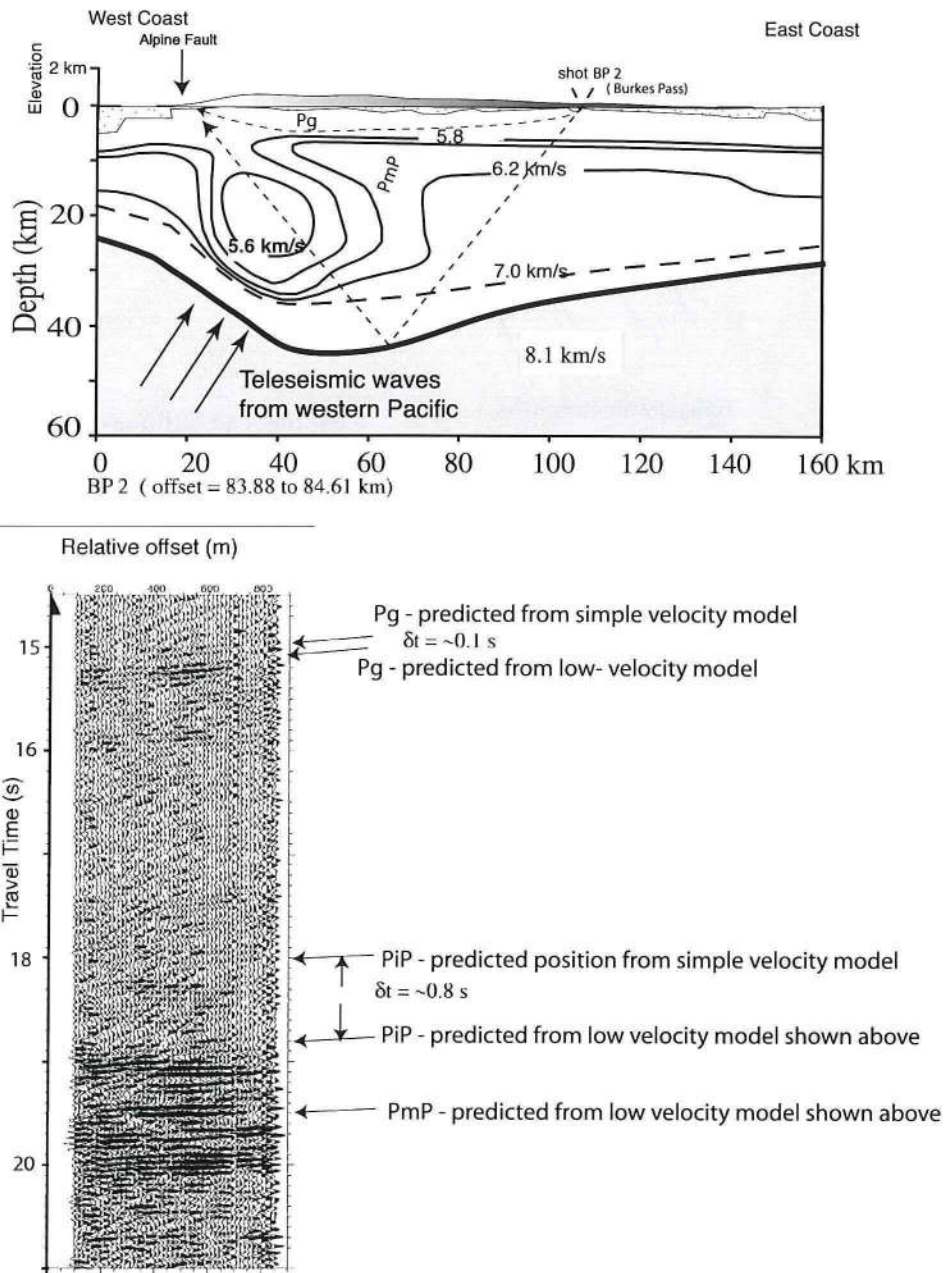 West Coast
East Coast
Alpine Fault
Elevation
2 km
shot BP 2
( Burkes Pass)
0
Pg
5.8
PmP
6.2 km/s
20
5.6 km/s
Depth (km)
7.0 km/s
40
8.1 km/s
Teleseismic waves
from western Pacific
60
0 20 40 60 80 100 120 140 160 km
BP 2 ( offset = 83.88 to 84.61 km)
Relative offset (m)
0 200 400 600 800
Pg - predicted from simple velocity model
δt = ~0.1 s
15
Pg - predicted from low- velocity model
16
Travel Time (s)
18
PiP - predicted position from simple velocity model
δt = ~0.8 s
PiP - predicted from low velocity model shown above
PmP - predicted from low velocity model shown above
20